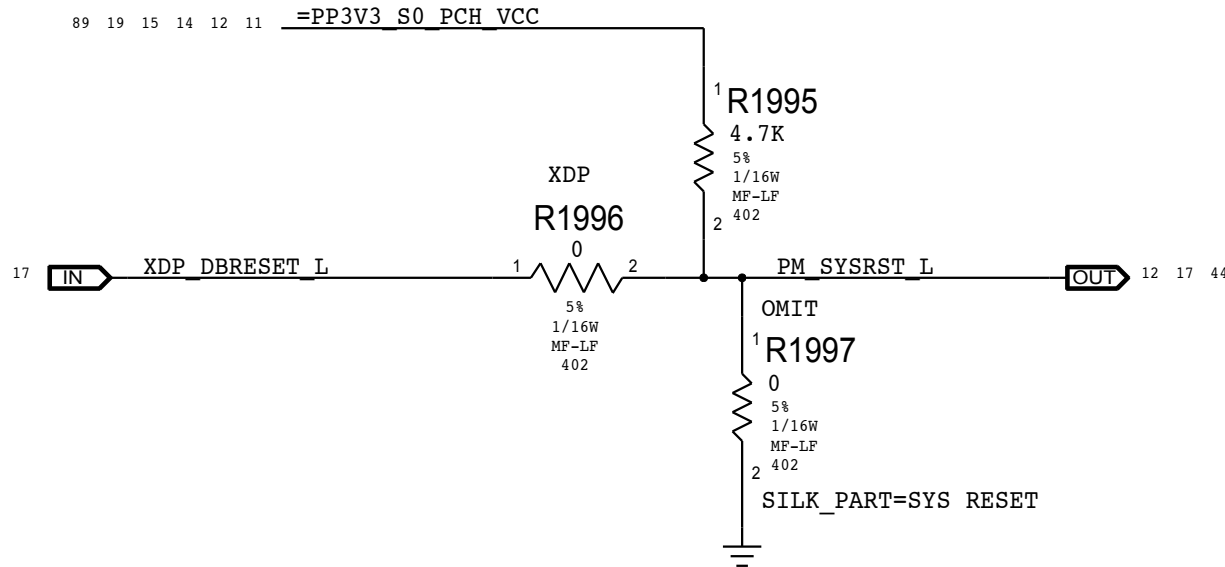 89 19 15 14 12 11 =PP3V3_S0_PCH_VCC
1 R1995
4.7K
5%
1/16W
MF-LF
402
2
XDP
R1996
0
1 2
5%
1/16W
MF-LF
402
17 IN XDP_DBRESET_L
PM_SYSRST_L OUT 12 17 44
OMIT
1 R1997
0
5%
1/16W
MF-LF
402
2
SILK_PART=SYS RESET